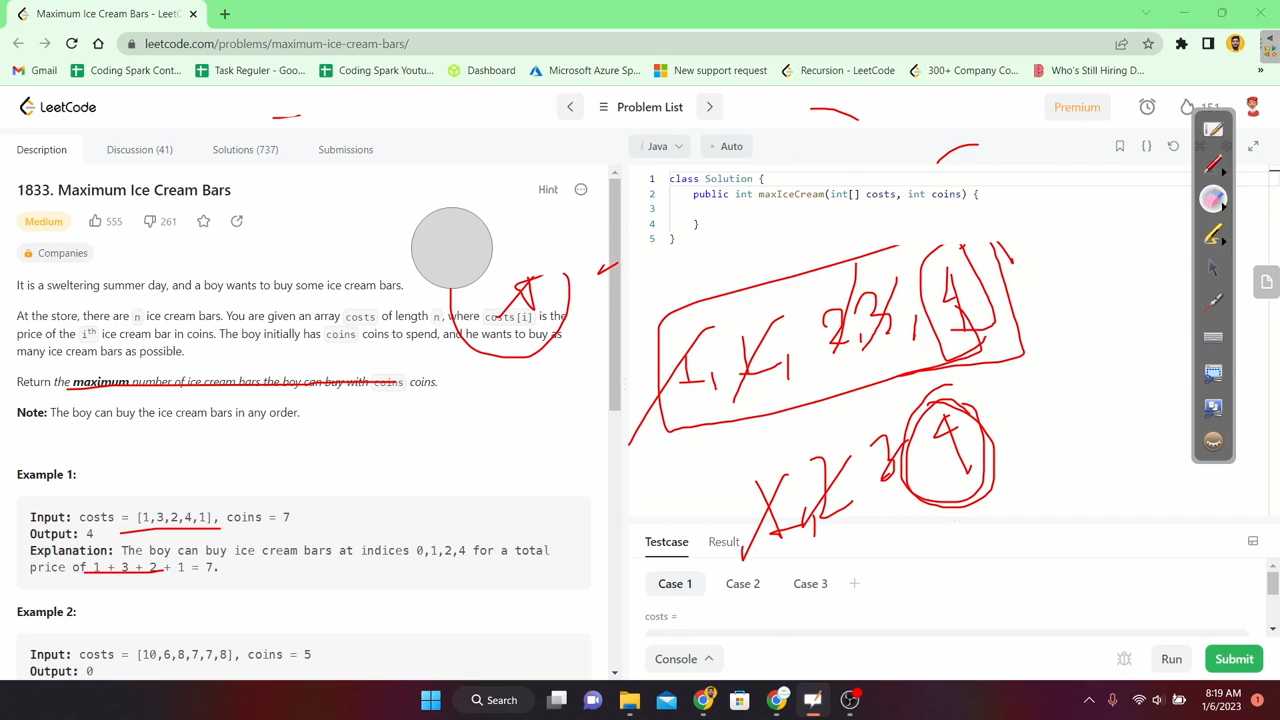 Maximum Ice Cream Bars - LeetCode
leetcode.com/problems/maximum-ice-cream-bars/
Gmail
Coding Spark Cont...
Task Reguler - Goo...
Coding Spark Youtu...
Dashboard
Microsoft Azure Sp...
New support request
Recursion - LeetCode
300+ Company Co...
Who's Still Hiring D...
»
LeetCode
Problem List
Premium
151
Description
Discussion (41)
Solutions (737)
Submissions
i Java
Auto
1833. Maximum Ice Cream Bars
Hint
Medium
555
261
Companies
It is a sweltering summer day, and a boy wants to buy some ice cream bars.
At the store, there are n ice cream bars. You are given an array costs of length n, where costs[i] is the
price of the ith ice cream bar in coins. The boy initially has coins coins to spend, and he wants to buy as
many ice cream bars as possible.
Return the maximum number of ice cream bars the boy can buy with coins coins.
Note: The boy can buy the ice cream bars in any order.
Example 1:
Input: costs = [1,3,2,4,1], coins = 7
Output: 4
Explanation: The boy can buy ice cream bars at indices 0,1,2,4 for a total
price of 1 + 3 + 2 + 1 = 7.
Example 2:
Input: costs = [10,6,8,7,7,8], coins = 5
Output: 0
1 class Solution {
2 public int maxIceCream(int[] costs, int coins) {
3
4 }
5 }
1, 1, 2, 3, 4
2 3 4
Testcase
Result
Case 1
Case 2
Case 3
costs =
Console
Run
Submit
Search
8:19 AM
1/6/2023
1